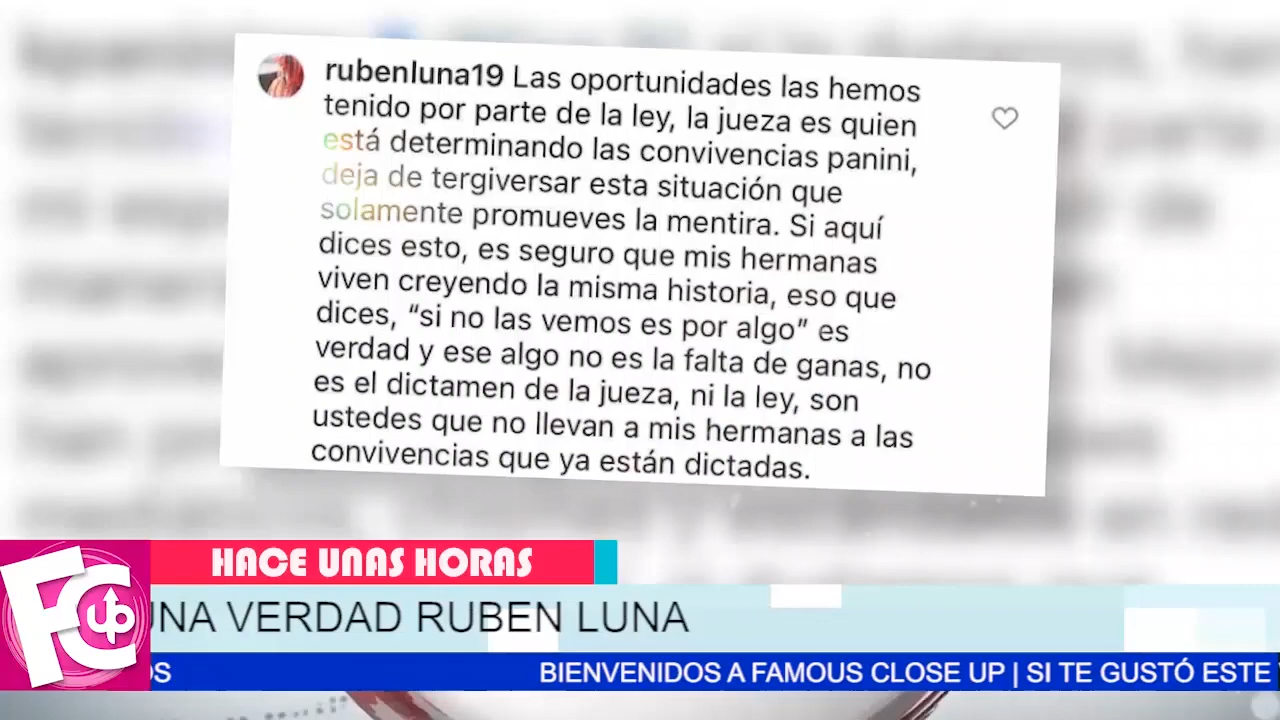 rubenluna19 Las oportunidades las hemos
tenido por parte de la ley, la jueza es quien
está determinando las convivencias panini,
deja de tergiversar esta situación que
solamente promueves la mentira. Si aquí
dices esto, es seguro que mis hermanas
viven creyendo la misma historia, eso que
dices, “si no las vemos es por algo” es
verdad y ese algo no es la falta de ganas, no
es el dictamen de la jueza, ni la ley, son
ustedes que no llevan a mis hermanas a las
convivencias que ya están dictadas.
HACE UNAS HORAS
FC up
UNA VERDAD RUBEN LUNA
OS BIENVENIDOS A FAMOUS CLOSE UP | SI TE GUSTÓ ESTE